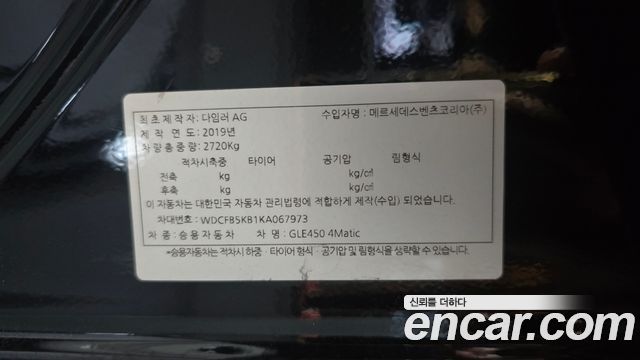 최초제작자: 다임러 AG 수입자명 : 메르세데스벤츠코리아(주)
제 작 연 도: 2019년
차량총중량: 2720Kg
적차시축중 타이어 공기압 림형식
전축 kg kg/㎠
후축 kg kg/㎠
이 자동차는 대한민국 자동차 관리법령에 적합하게 제작(수입) 되었습니다.
차대번호: WDCFB5KB1KA067973
차 종: 승용자동차 차 명: GLE450 4Matic
*승용자동차는 적차시 하중 · 타이어 형식 · 공기압 및 림형식을 상략할 수 있습니다.
신뢰를 더하다
encar.com